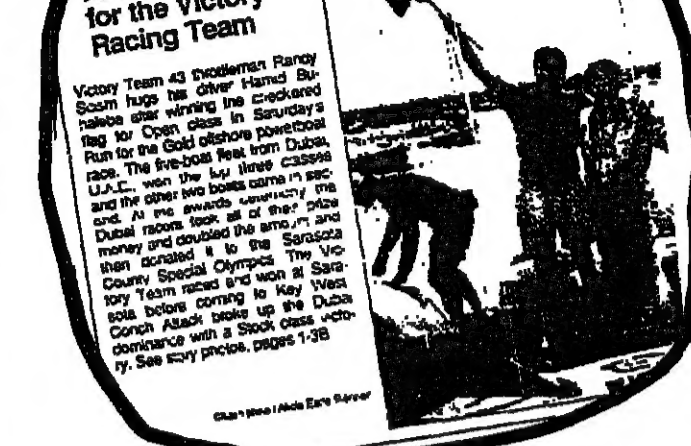 for the Victory
Racing Team
Victory Team 43 throttleman Randy
hugs his driver Hamid Bu-
haleba after winning the checkered
flag for Open class in Saturday's
Run for the Gold offshore powerboat
race. The five-boat fleet from Dubai,
U.A.E., won the top three classes
and the other two boats came in sec-
ond. At the awards ceremony the
Dubai racers took all of their prize
money and doubled the amount and
then donated it to the Sarasota
County Special Olympics. The Vic-
tory Team raced and won at Sara-
sota before coming to Key West
Conch Attack broke up the Dubai
dominance with a Stock class victo-
ry. See story photos, pages 1-3B